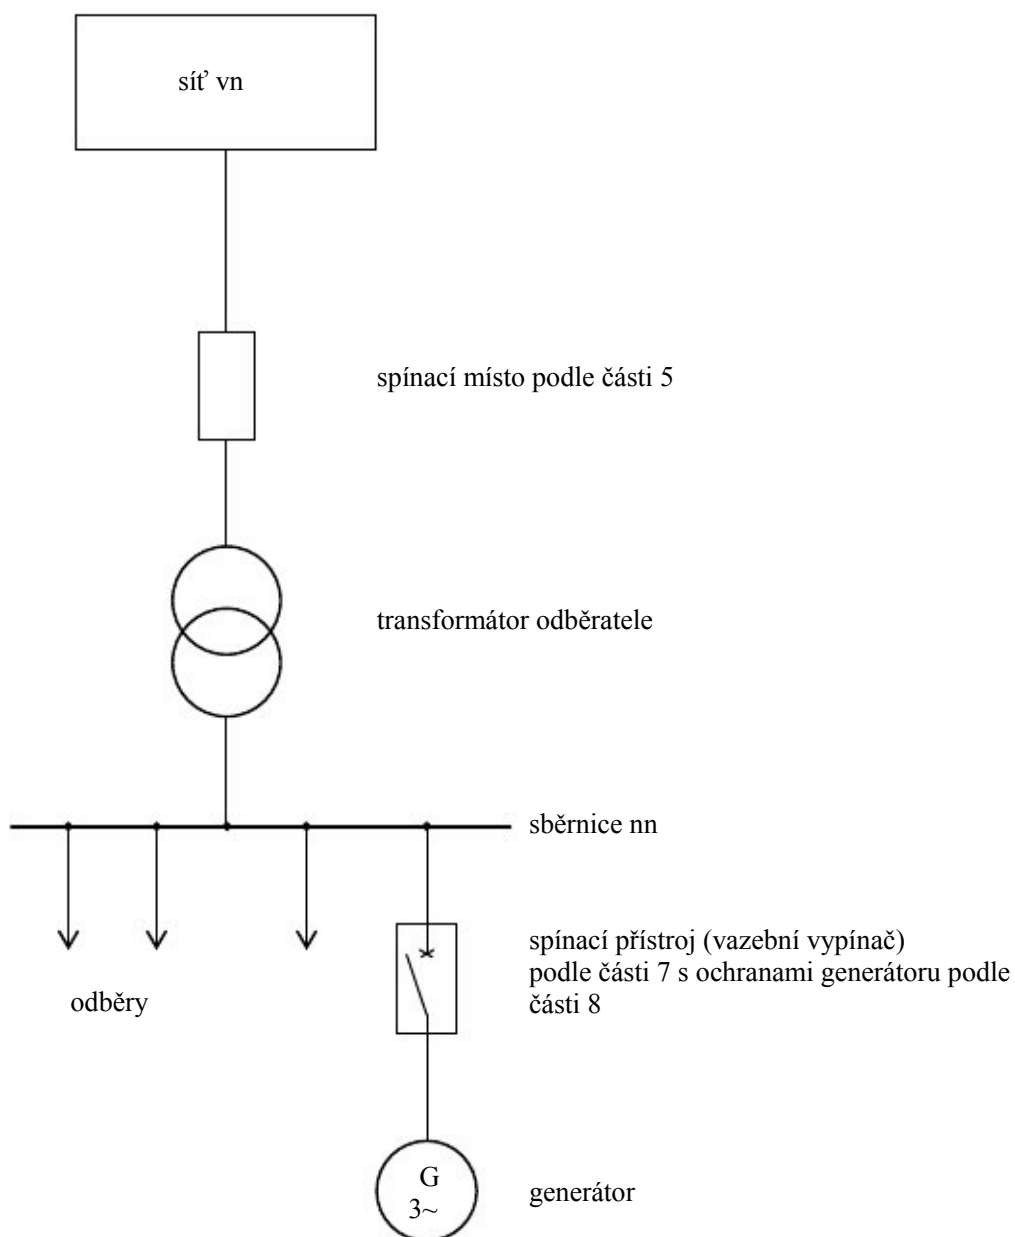 síť vn
spínací místo podle části 5
transformátor odběratele
sběrnice nn
spínací přístroj (vazební vypínač)
podle části 7 s ochranami generátoru podle
části 8
odběry
G
3~
generátor